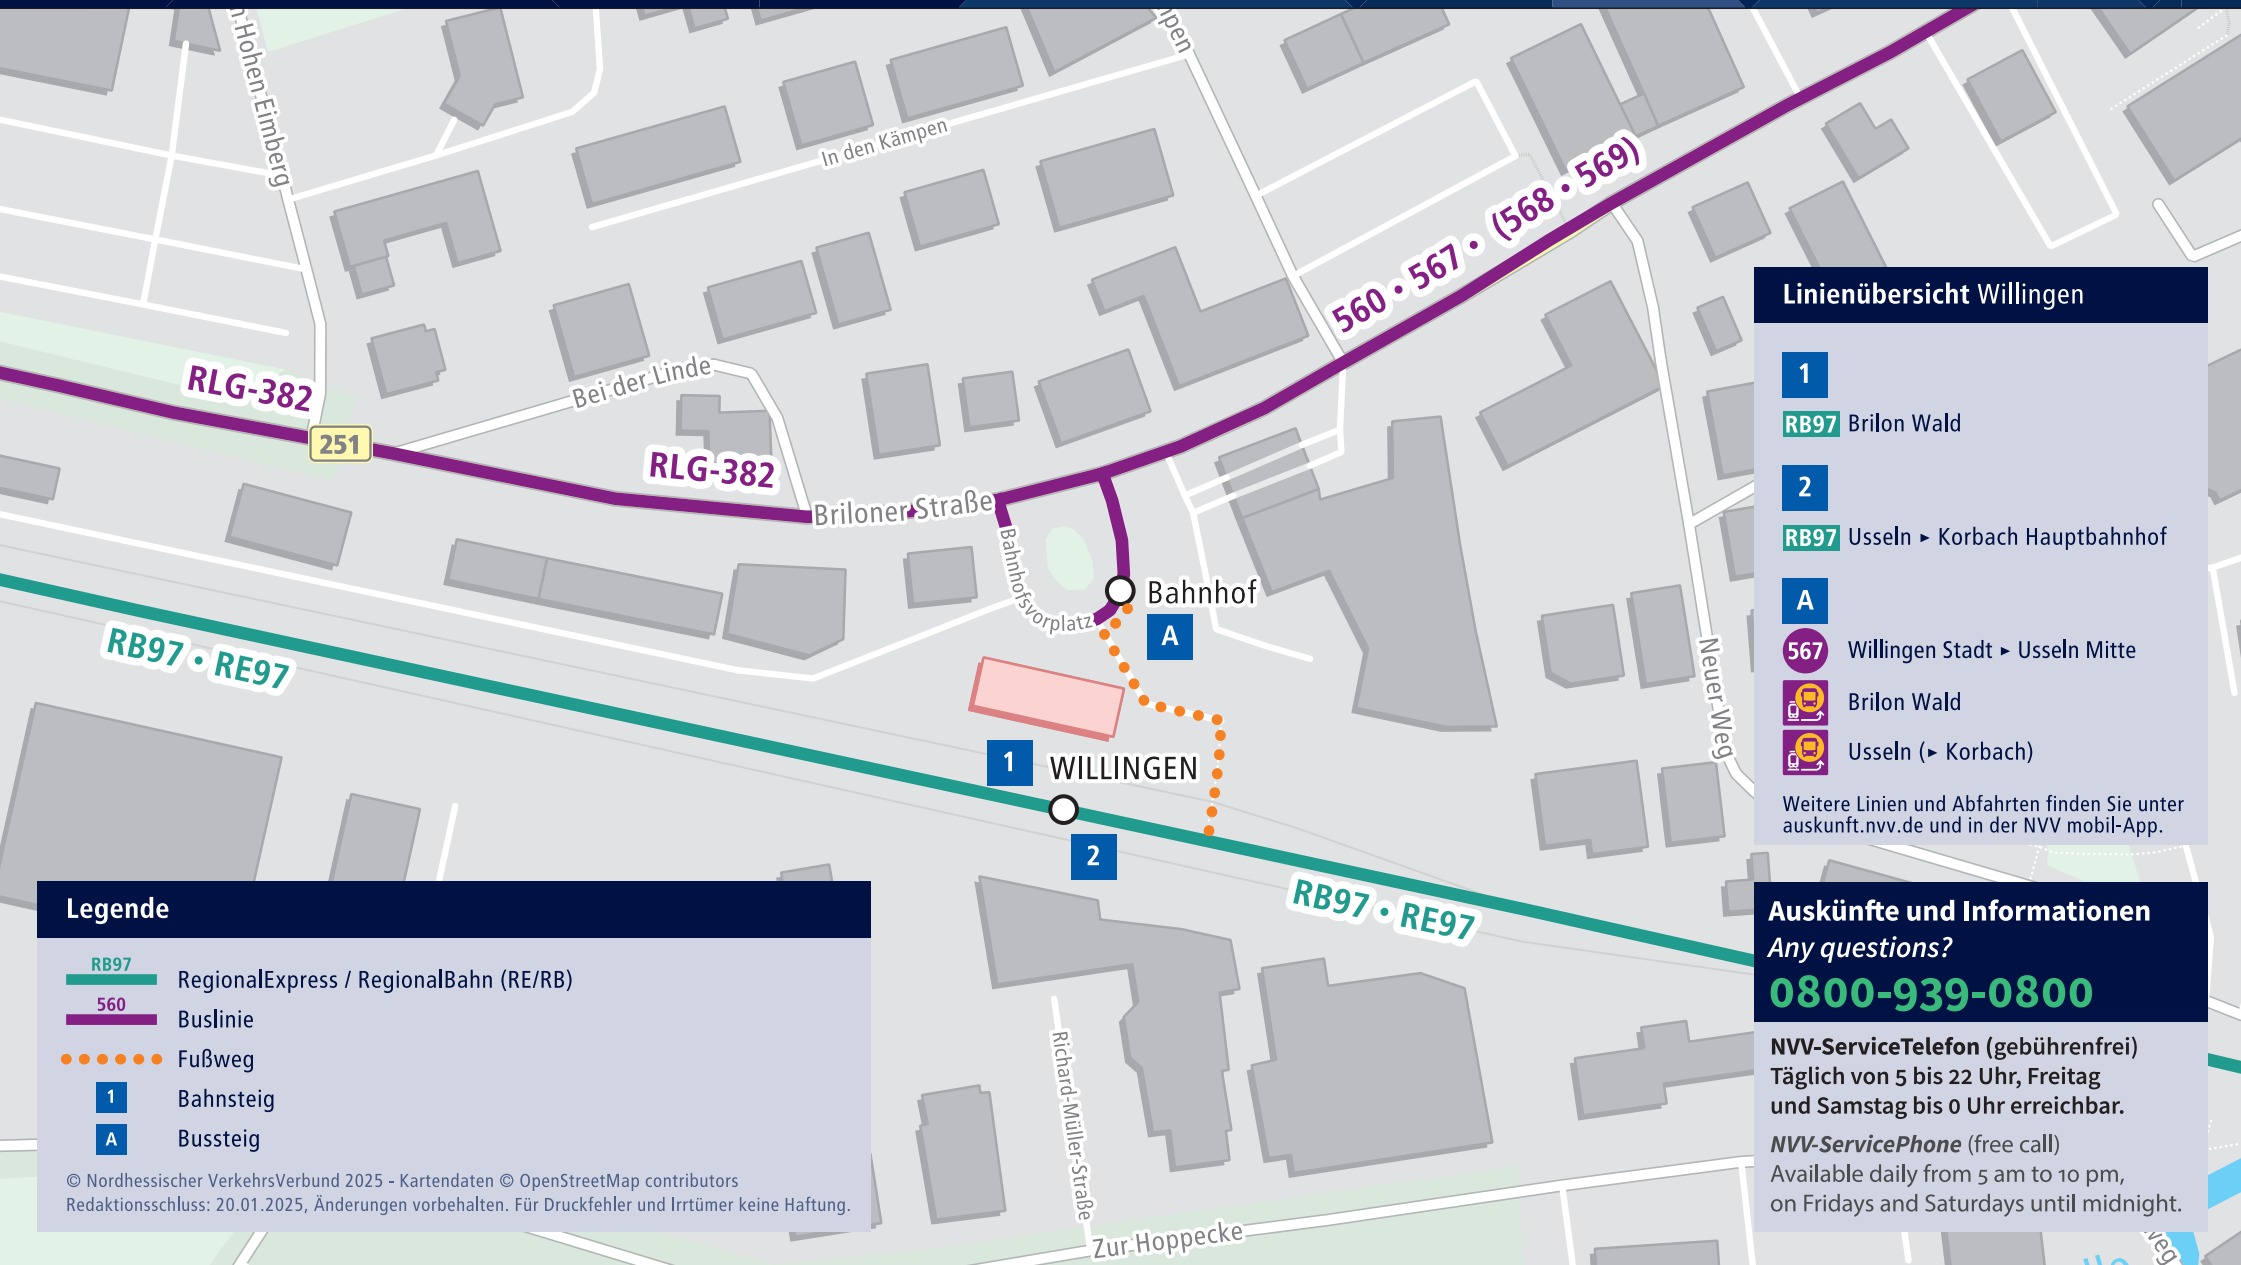 Hohen Eimberg
In den Kämpen
560 • 567 • (568 • 569)
RLG-382
251
Bei der Linde
RLG-382
Briloner Straße
Bahnhofsvorplatz
Bahnhof
A
RB97 • RE97
1
WILLINGEN
2
RB97 • RE97
Neuer Weg
Richard-Müller-Straße
Zur Hoppecke
Linienübersicht Willingen
1
RB97 Brilon Wald
2
RB97 Usseln ▸ Korbach Hauptbahnhof
A
567 Willingen Stadt ▸ Usseln Mitte
Brilon Wald
Usseln (▸ Korbach)
Weitere Linien und Abfahrten finden Sie unter
auskunft.nvv.de und in der NVV mobil-App.
Auskünfte und Informationen
Any questions?
0800-939-0800
NVV-ServiceTelefon (gebührenfrei)
Täglich von 5 bis 22 Uhr, Freitag
und Samstag bis 0 Uhr erreichbar.
NVV-ServicePhone (free call)
Available daily from 5 am to 10 pm,
on Fridays and Saturdays until midnight.
Legende
RB97
RegionalExpress / RegionalBahn (RE/RB)
560
Buslinie
Fußweg
1 Bahnsteig
A Bussteig
© Nordhessischer VerkehrsVerbund 2025 - Kartendaten © OpenStreetMap contributors
Redaktionsschluss: 20.01.2025, Änderungen vorbehalten. Für Druckfehler und Irrtümer keine Haftung.